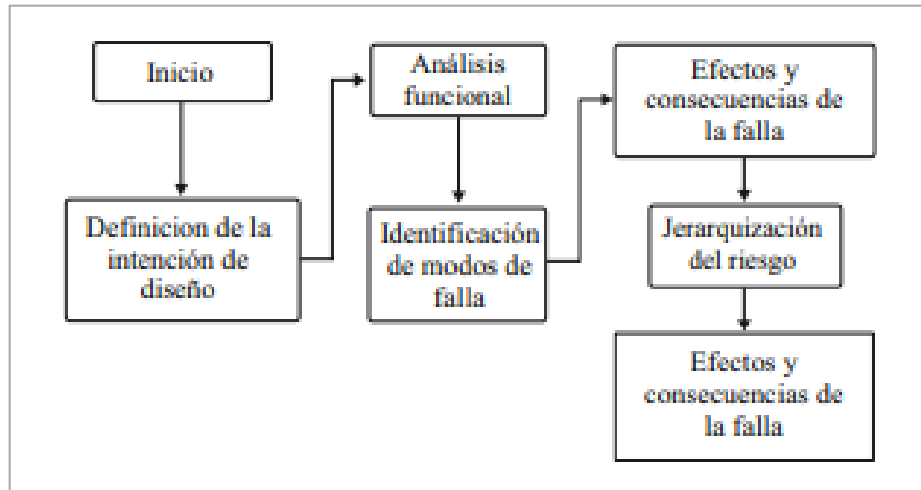 Inicio
Definicion de la
intención de
diseño
Análisis
funcional
Identificación
de modos de
falla
Efectos y
consecuencias de
la falla
Jerarquización
del riesgo
Efectos y
consecuencias de
la falla